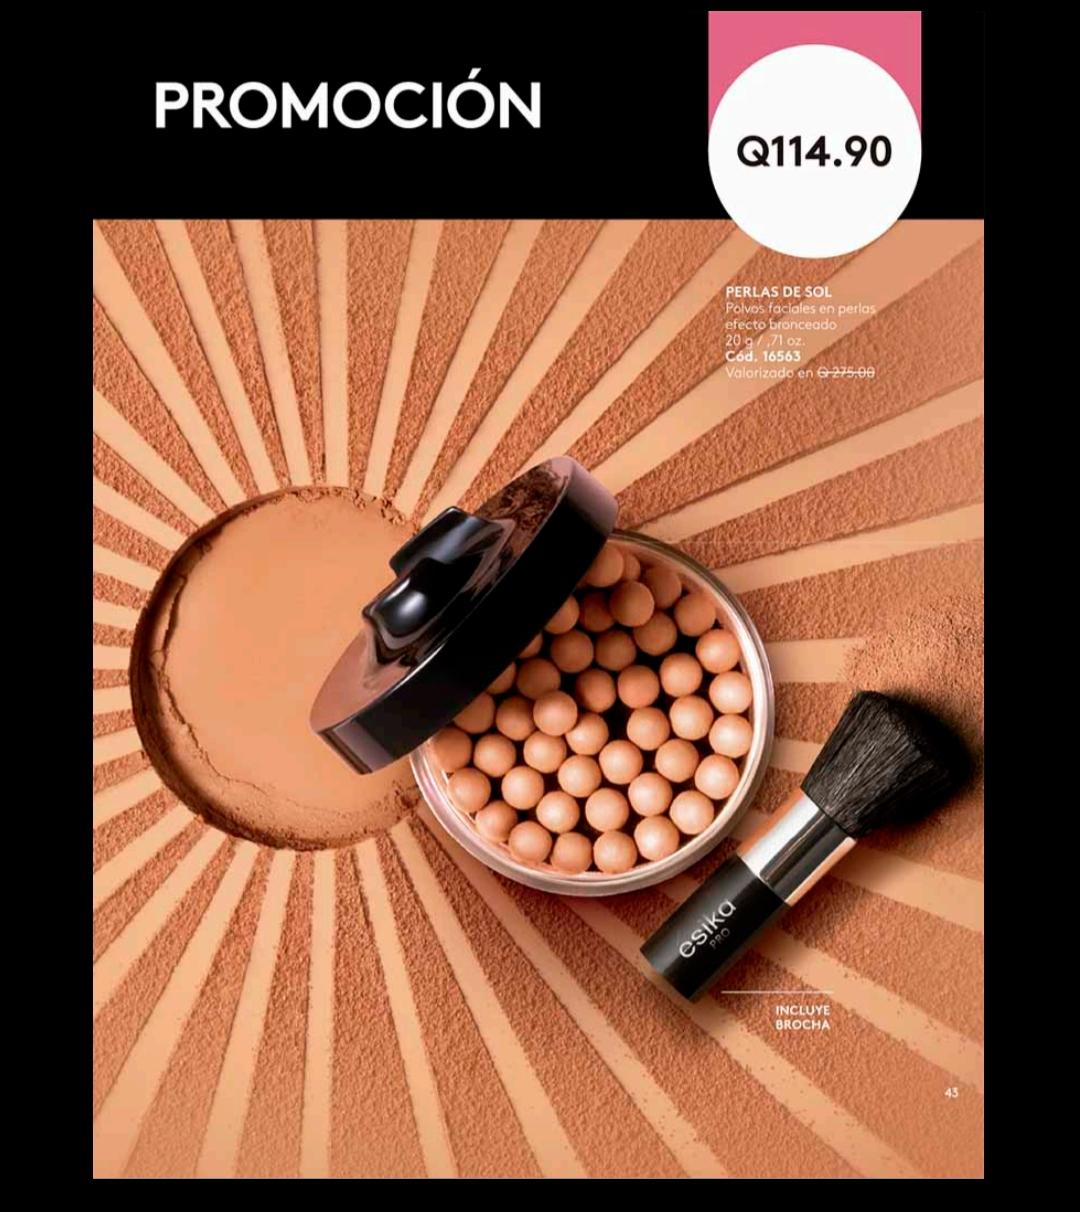 PROMOCIÓN
Q114.90
PERLAS DE SOL
Polvos faciales en perlas
efecto bronceado
20 g / .71 oz.
Cód. 16563
Valorizado en Q 275.00
ésika
PRO
INCLUYE
BROCHA
43